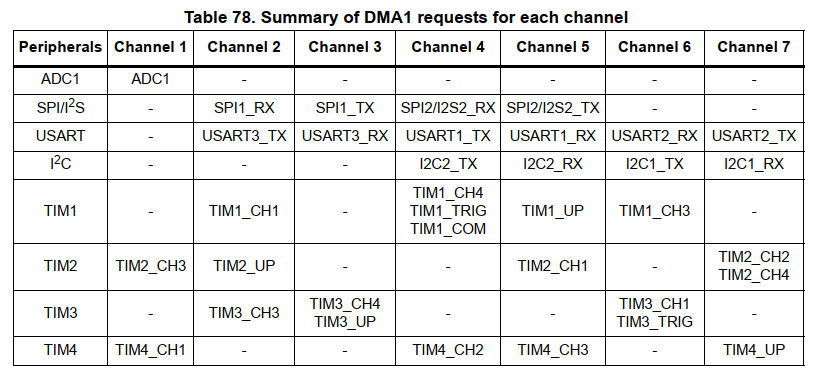 Table 78. Summary of DMA1 requests for each channel
Peripherals Channel 1 Channel 2 Channel 3 Channel 4 Channel 5 Channel 6 Channel 7
ADC1 ADC1 - - - - - -
SPI/I²S - SPI1_RX SPI1_TX SPI2/I2S2_RX SPI2/I2S2_TX - -
USART - USART3_TX USART3_RX USART1_TX USART1_RX USART2_RX USART2_TX
I²C - - - I2C2_TX I2C2_RX I2C1_TX I2C1_RX
TIM1 - TIM1_CH1 - TIM1_CH4 TIM1_TRIG TIM1_COM TIM1_UP TIM1_CH3 -
TIM2 TIM2_CH3 TIM2_UP - - TIM2_CH1 - TIM2_CH2 TIM2_CH4
TIM3 - TIM3_CH3 TIM3_CH4 TIM3_UP - - TIM3_CH1 TIM3_TRIG -
TIM4 TIM4_CH1 - - TIM4_CH2 TIM4_CH3 - TIM4_UP